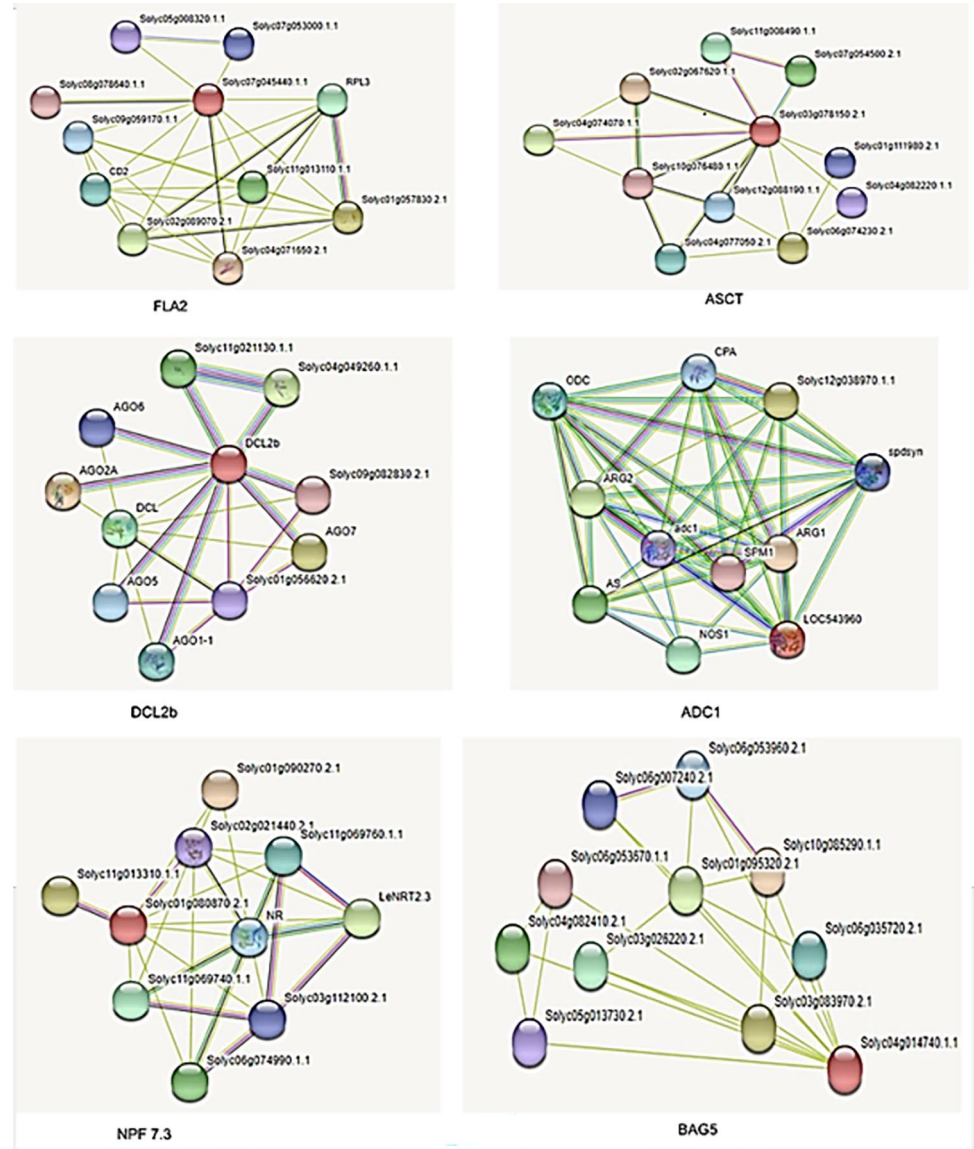 Solyc05g008320.1.1
Solyc07g053000.1.1
Solyc08g078640.1.1
Solyc07g045440.1.1
RPL3
Solyc09g059170.1.1
CD2
Solyc11g013110.1.1
Solyc02g089070.2.1
Solyc01g057830.2.1
Solyc04g071650.2.1
FLA2
Solyc11g008490.1.1
Solyc07g054500.2.1
Solyc02g067620.1.1
Solyc03g078150.2.1
Solyc04g074070.1.1
Solyc01g111980.2.1
Solyc10g076480.1.1
Solyc04g082220.1.1
Solyc12g088190.1.1
Solyc06g074230.2.1
Solyc04g077050.2.1
ASCT
Solyc11g021130.1.1
Solyc04g049260.1.1
AGO6
DCL2b
AGO2A
Solyc09g082830.2.1
DCL
AGO7
AGO5
Solyc01g056620.2.1
AGO1-1
DCL2b
CPA
ODC
Solyc12g038970.1.1
spdsyn
ARG2
adc1
ARG1
SPM1
AS
LOC543960
NOS1
ADC1
Solyc01g090270.2.1
Solyc02g021440.2.1
Solyc11g069760.1.1
Solyc11g013310.1.1
Solyc01g080870.2.1
LeNRT2.3
NR
Solyc11g069740.1.1
Solyc03g112100.2.1
Solyc06g074990.1.1
NPF 7.3
Solyc06g053960.2.1
Solyc06g007240.2.1
Solyc10g085290.1.1
Solyc06g053670.1.1
Solyc01g095320.2.1
Solyc04g082410.2.1
Solyc03g026220.2.1
Solyc06g035720.2.1
Solyc03g083970.2.1
Solyc05g013730.2.1
Solyc04g014740.1.1
BAG5